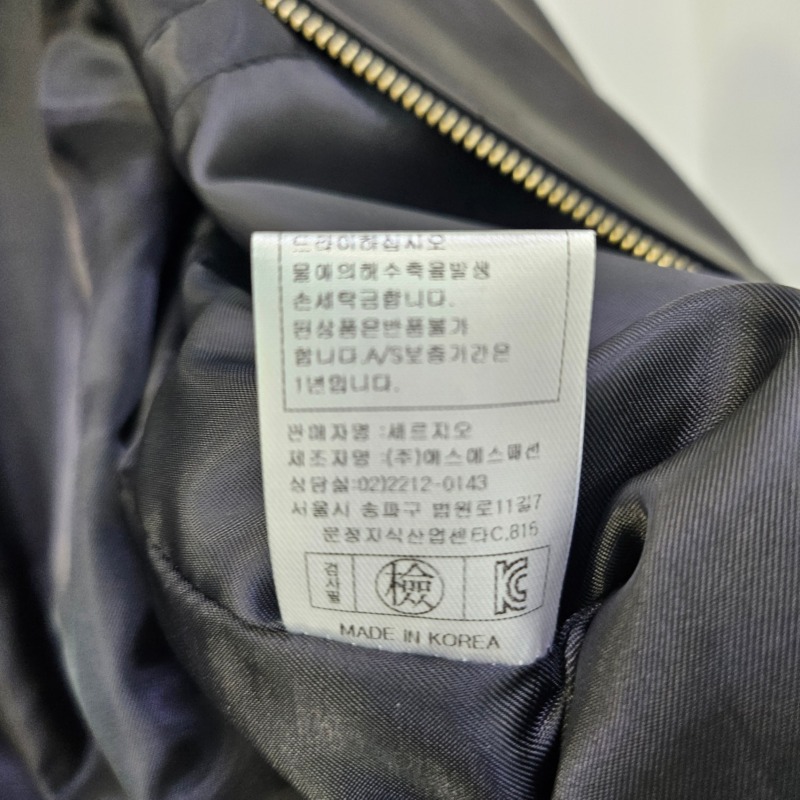 드라이하십시오
물에의해수축을발생
손세탁금합니다.
된상품은반품불가
합니다.A/S보증기간은
1년입니다.
판매자명 :세르지오
제조자명 :(주)에스에스패션
상담실:02)2212-0143
서울시 송파구 법원로11길7
문정지식산업센타C,816
검사필 檢 KC
MADE IN KOREA